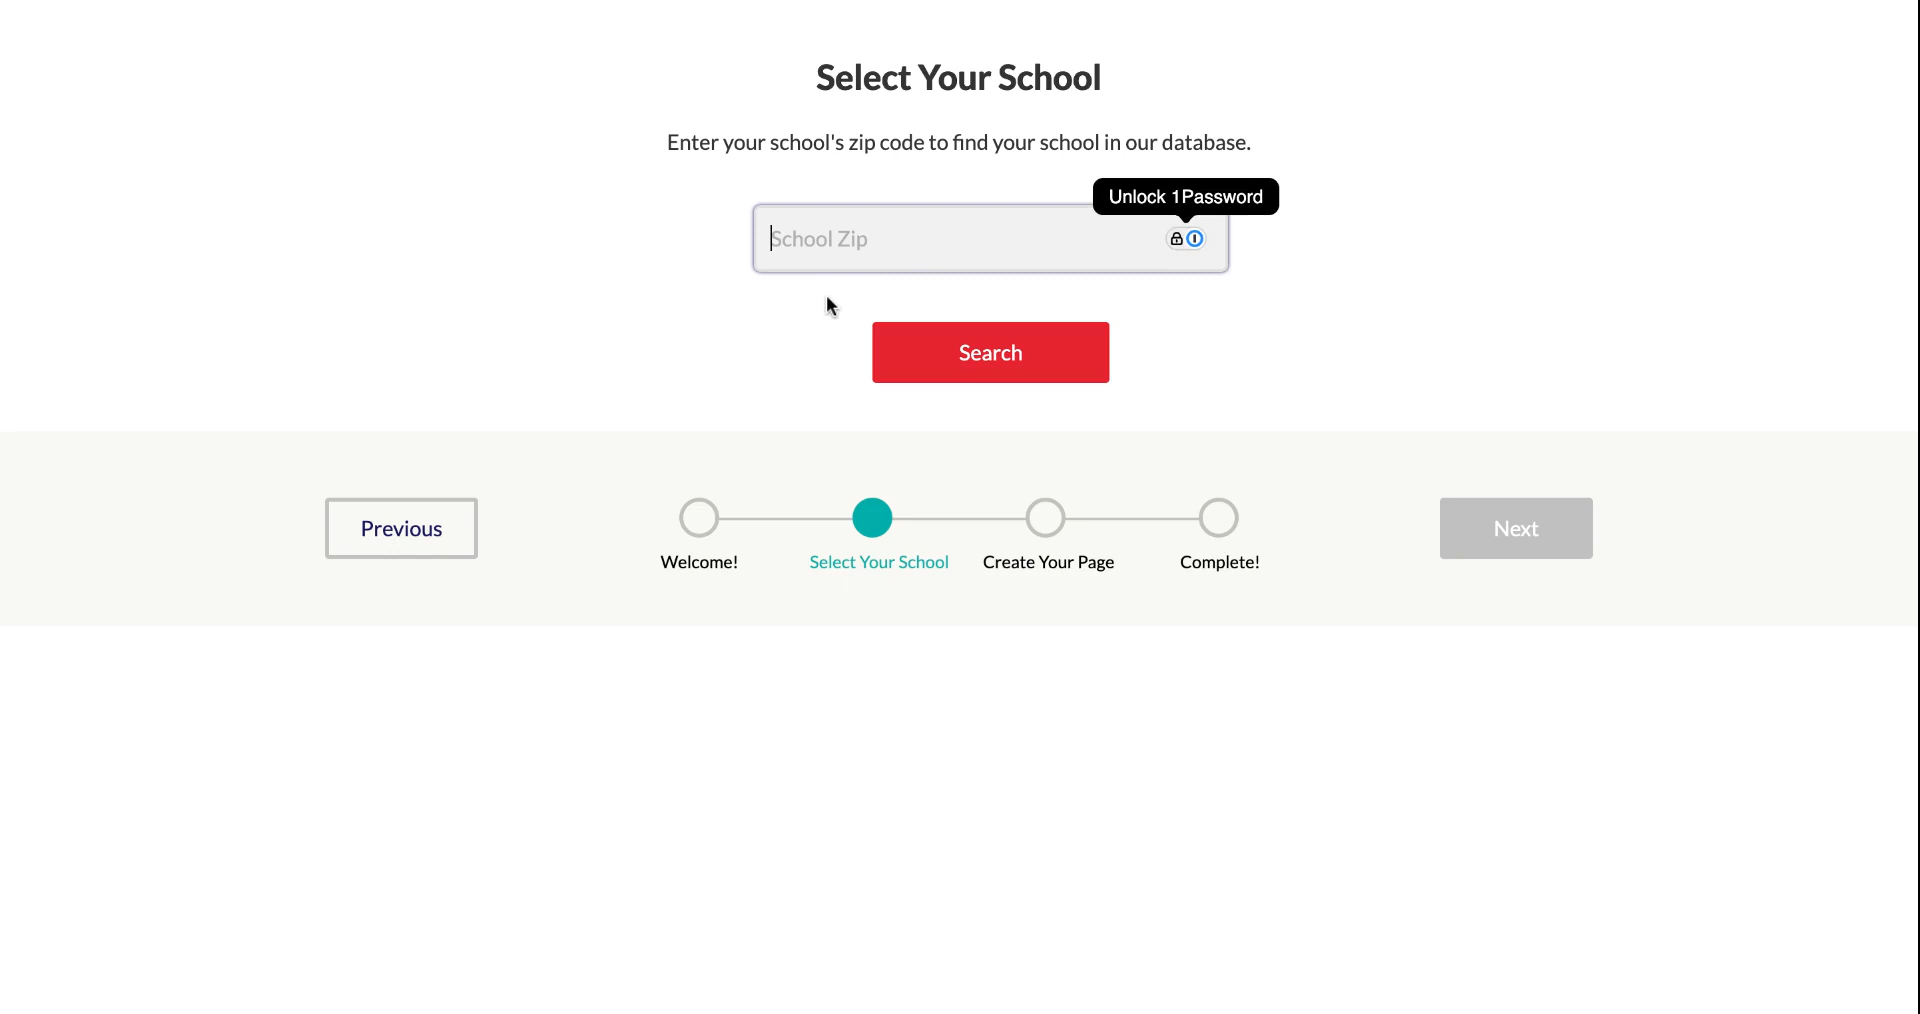 Select Your School
Enter your school's zip code to find your school in our database.
Unlock 1Password
School Zip
Search
Previous
Welcome!
Select Your School
Create Your Page
Complete!
Next